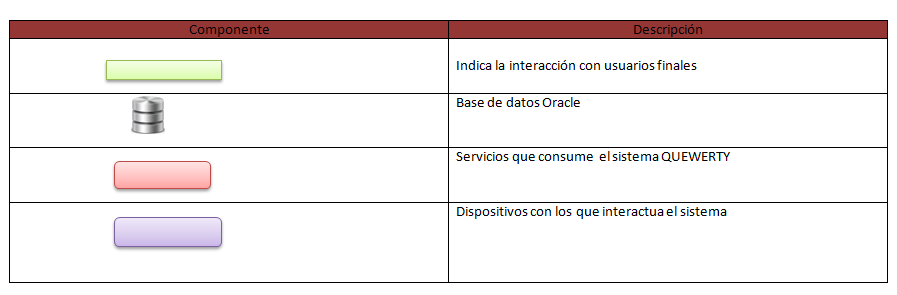 Componente
Descripción
Indica la interacción con usuarios finales
Base de datos Oracle
Servicios que consume el sistema QUEWERTY
Dispositivos con los que interactua el sistema